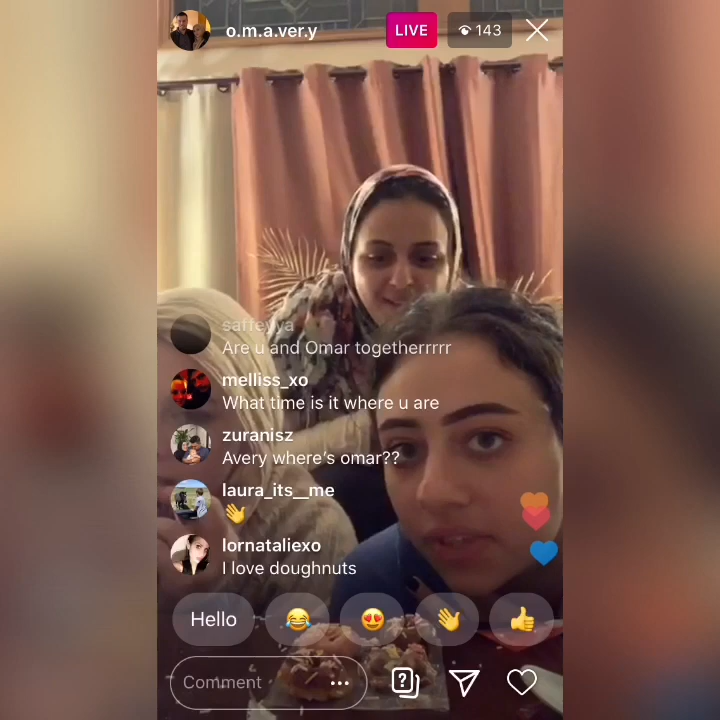 o.m.a.ver.y
LIVE
143
saffeyya
Are u and Omar togetherrrrr
melliss_xo
What time is it where u are
zuranisz
Avery where's omar??
laura_its__me
👋
lornataliexo
I love doughnuts
Hello 😂 😍 👋 👍
Comment ...
?